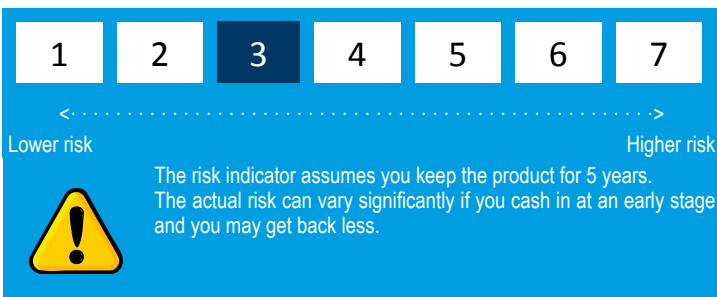 1 2 3 4 5 6 7
<· · · · · · · · · · · · · · · · · · · · · · · · · · · · · · · · · · · · · · · · · · · · · · · · · · · · · · · ·>
Lower risk Higher risk
The risk indicator assumes you keep the product for 5 years.
The actual risk can vary significantly if you cash in at an early stage
and you may get back less.